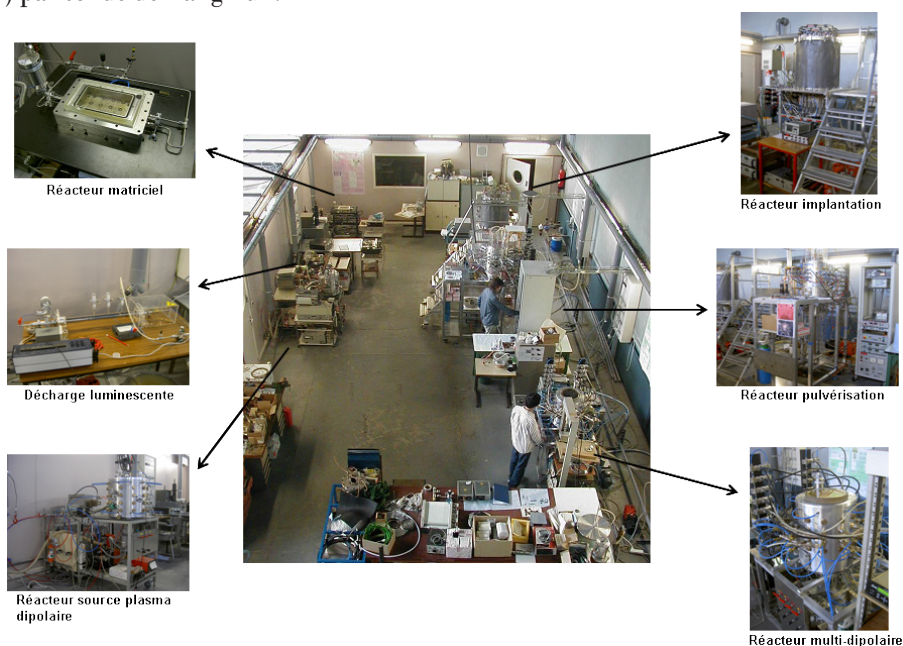 Réacteur matriciel
Réacteur implantation
Décharge luminescente
Réacteur pulvérisation
Réacteur source plasma
dipolaire
Réacteur multi-dipolaire